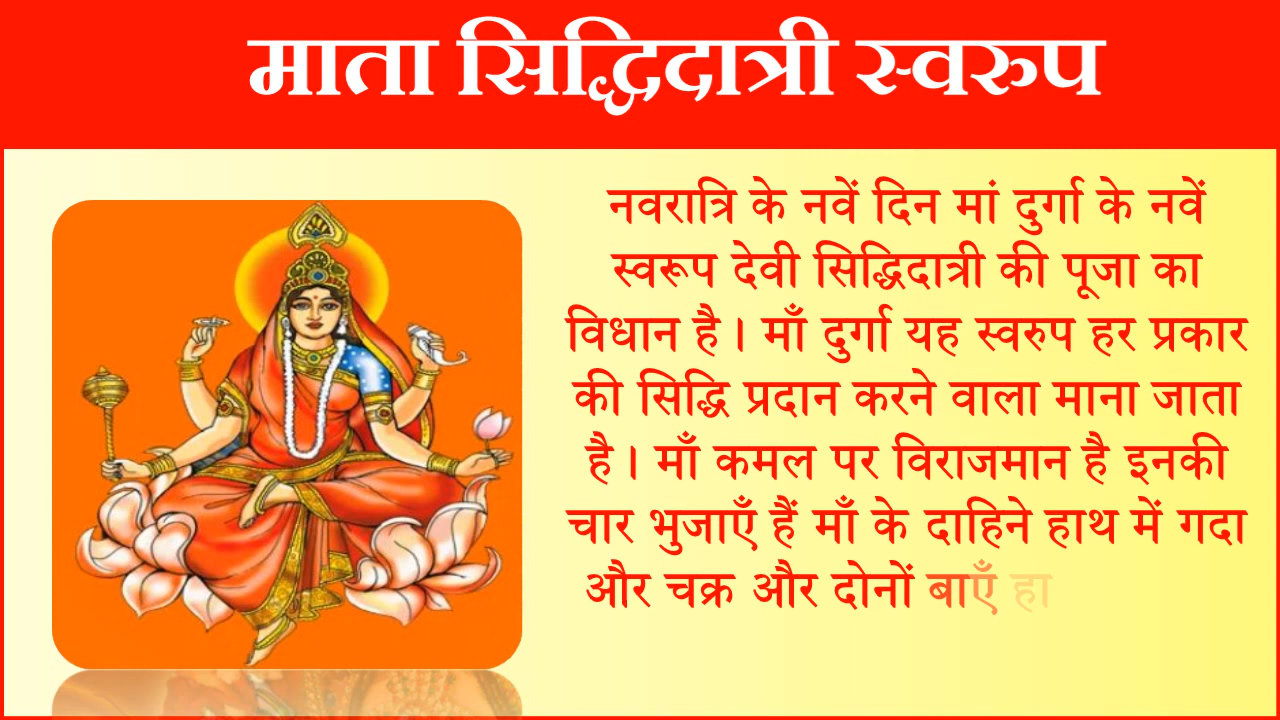 माता सिद्धिदात्री स्वरुप
नवरात्रि के नवें दिन मां दुर्गा के नवें
स्वरूप देवी सिद्धिदात्री की पूजा का
विधान है। माँ दुर्गा यह स्वरुप हर प्रकार
की सिद्धि प्रदान करने वाला माना जाता
है। माँ कमल पर विराजमान है इनकी
चार भुजाएँ हैं माँ के दाहिने हाथ में गदा
और चक्र और दोनों बाएँ हा